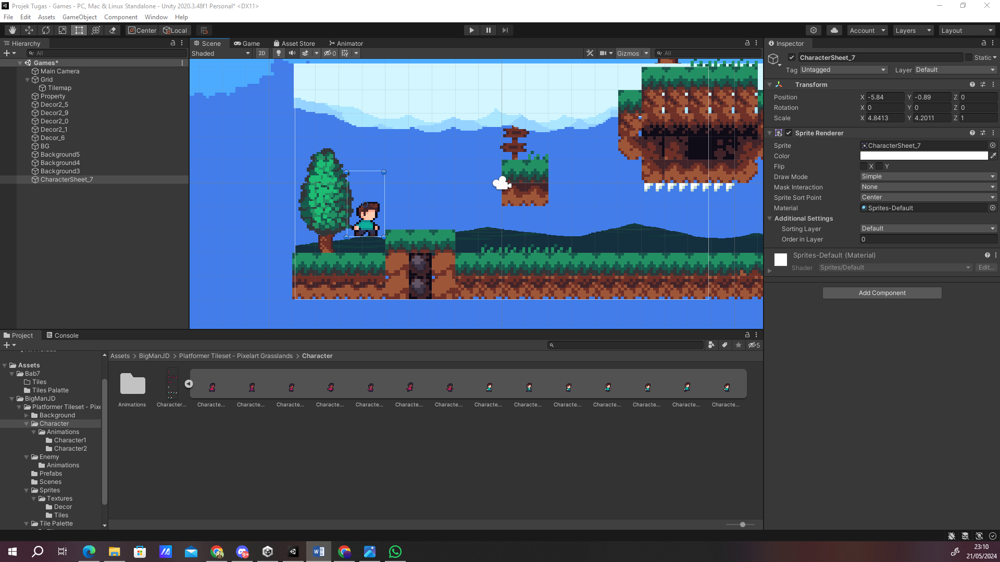 Projek Tugas - Games - PC, Mac & Linux Standalone - Unity 2020.3.48f1 Personal* <DX11>
File Edit Assets GameObject Component Window Help
Center Local Account Layers Layout
Hierarchy
All
Games*
Main Camera
Grid
Tilemap
Property
Decor2_5
Decor2_9
Decor2_0
Decor2_1
Decor_6
BG
Background5
Background4
Background3
CharacterSheet_7
Scene Game Asset Store Animator
Shaded 2D 0 Gizmos All
Inspector
CharacterSheet_7 Static
Tag Untagged Layer Default
Transform
Position X -5.84 Y -0.89 Z 0
Rotation X 0 Y 0 Z 0
Scale X 4.8413 Y 4.2011 Z 1
Sprite Renderer
Sprite CharacterSheet_7
Color
Flip X Y
Draw Mode Simple
Mask Interaction None
Sprite Sort Point Center
Material Sprites-Default
Additional Settings
Sorting Layer Default
Order in Layer 0
Sprites-Default (Material)
Shader Sprites/Default Edit...
Add Component
Project Console
5
Assets
Bab7
Tiles
Tiles Palatte
BigManJD
Platformer Tileset - Pixe
Background
Character
Animations
Character1
Character2
Enemy
Animations
Prefabs
Scenes
Sprites
Textures
Decor
Tiles
Tile Palette
Assets > BigManJD > Platformer Tileset - Pixelart Grasslands > Character
Animations Character... Characte... Characte... Characte... Characte... Characte... Characte... Characte... Characte... Characte... Characte... Characte... Characte... Characte... Characte...
9+
23:10
21/05/2024